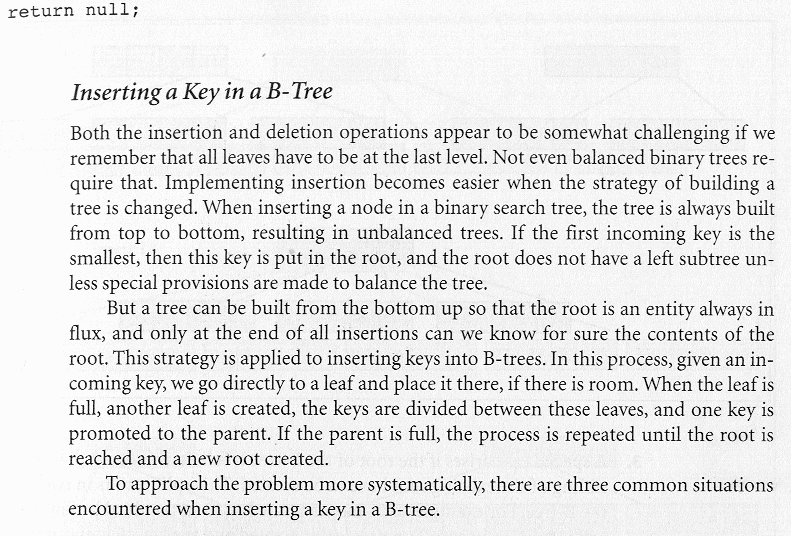 return null;
Inserting a Key in a B-Tree
Both the insertion and deletion operations appear to be somewhat challenging if we
remember that all leaves have to be at the last level. Not even balanced binary trees re-
quire that. Implementing insertion becomes easier when the strategy of building a
tree is changed. When inserting a node in a binary search tree, the tree is always built
from top to bottom, resulting in unbalanced trees. If the first incoming key is the
smallest, then this key is put in the root, and the root does not have a left subtree un-
less special provisions are made to balance the tree.
But a tree can be built from the bottom up so that the root is an entity always in
flux, and only at the end of all insertions can we know for sure the contents of the
root. This strategy is applied to inserting keys into B-trees. In this process, given an in-
coming key, we go directly to a leaf and place it there, if there is room. When the leaf is
full, another leaf is created, the keys are divided between these leaves, and one key is
promoted to the parent. If the parent is full, the process is repeated until the root is
reached and a new root created.
To approach the problem more systematically, there are three common situations
encountered when inserting a key in a B-tree.